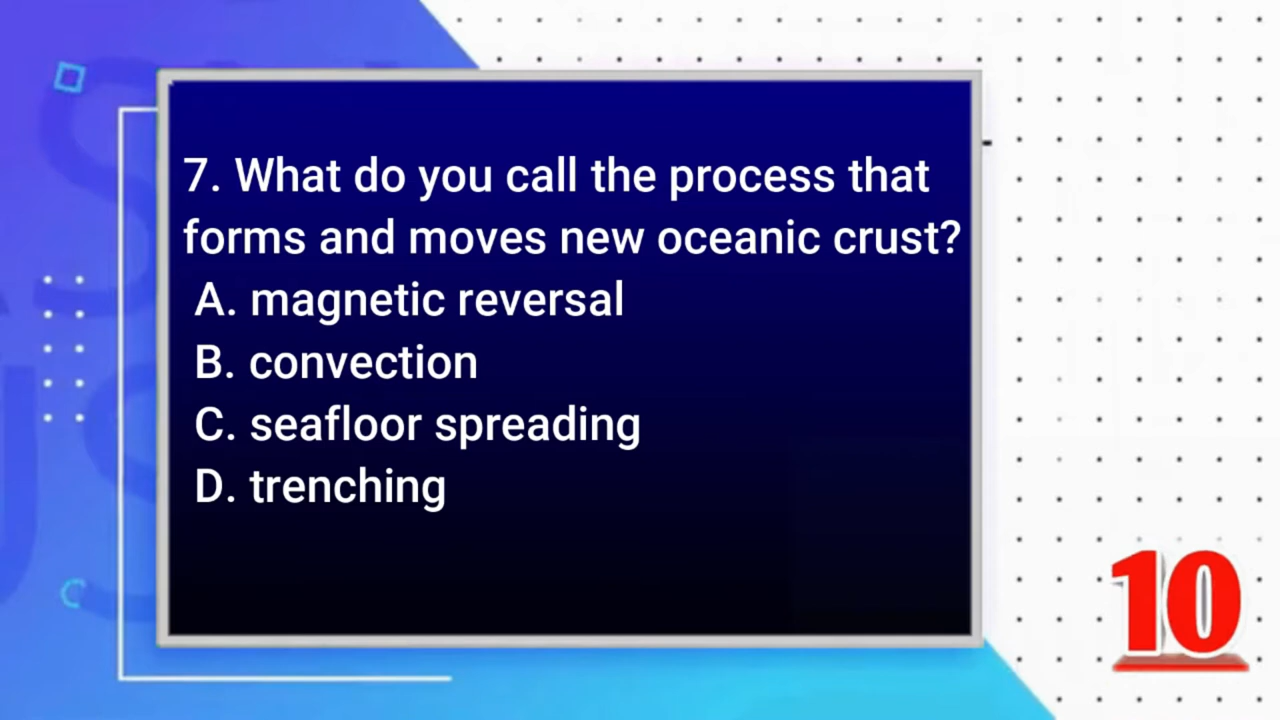 7. What do you call the process that
forms and moves new oceanic crust?
A. magnetic reversal
B. convection
C. seafloor spreading
D. trenching
10